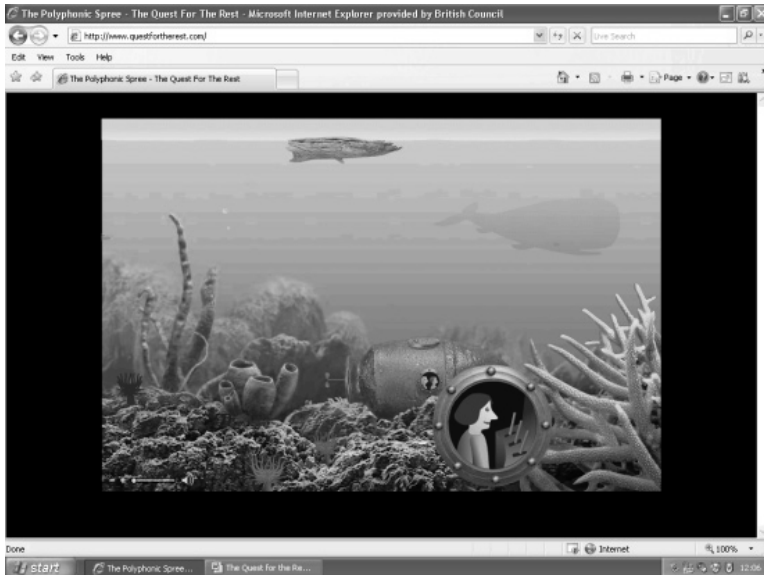 The Polyphonic Spree - The Quest For The Rest - Microsoft Internet Explorer provided by British Council
http://www.questfortherest.com/
Live Search
Edit View Tools Help
The Polyphonic Spree - The Quest For The Rest
Page
Done
Internet
100%
start
The Polyphonic Spree...
The Quest for the Re...
12:06